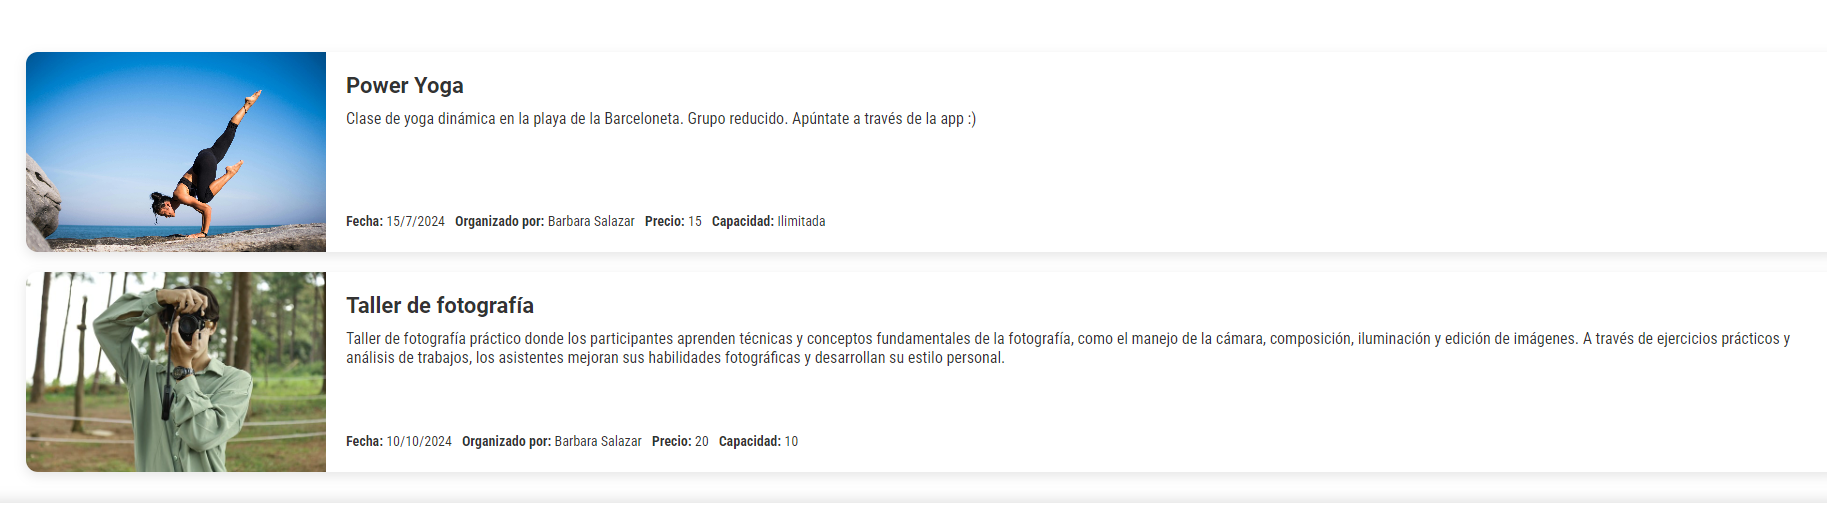 Power Yoga
Clase de yoga dinámica en la playa de la Barceloneta. Grupo reducido. Apúntate a través de la app :)
Fecha: 15/7/2024 Organizado por: Barbara Salazar Precio: 15 Capacidad: Ilimitada
Taller de fotografía
Taller de fotografía práctico donde los participantes aprenden técnicas y conceptos fundamentales de la fotografía, como el manejo de la cámara, composición, iluminación y edición de imágenes. A través de ejercicios prácticos y
análisis de trabajos, los asistentes mejoran sus habilidades fotográficas y desarrollan su estilo personal.
Fecha: 10/10/2024 Organizado por: Barbara Salazar Precio: 20 Capacidad: 10